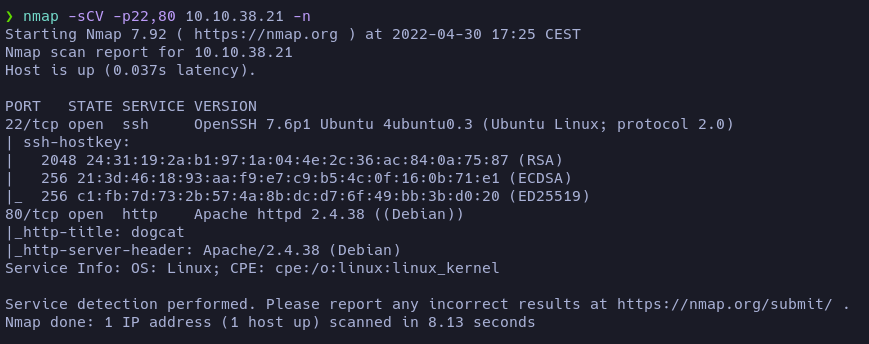 ❯ nmap -sCV -p22,80 10.10.38.21 -n
Starting Nmap 7.92 ( https://nmap.org ) at 2022-04-30 17:25 CEST
Nmap scan report for 10.10.38.21
Host is up (0.037s latency).

PORT   STATE SERVICE VERSION
22/tcp open  ssh     OpenSSH 7.6p1 Ubuntu 4ubuntu0.3 (Ubuntu Linux; protocol 2.0)
| ssh-hostkey:
|   2048 24:31:19:2a:b1:97:1a:04:4e:2c:36:ac:84:0a:75:87 (RSA)
|   256 21:3d:46:18:93:aa:f9:e7:c9:b5:4c:0f:16:0b:71:e1 (ECDSA)
|_  256 c1:fb:7d:73:2b:57:4a:8b:dc:d7:6f:49:bb:3b:d0:20 (ED25519)
80/tcp open  http    Apache httpd 2.4.38 ((Debian))
|_http-title: dogcat
|_http-server-header: Apache/2.4.38 (Debian)
Service Info: OS: Linux; CPE: cpe:/o:linux:linux_kernel

Service detection performed. Please report any incorrect results at https://nmap.org/submit/ .
Nmap done: 1 IP address (1 host up) scanned in 8.13 seconds